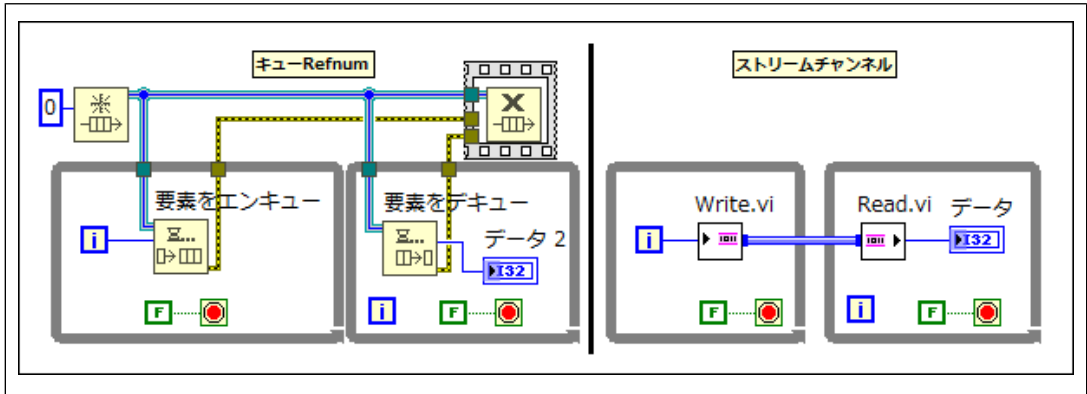 キューRefnum
ストリームチャンネル
0
要素をエンキュー
要素をデキュー
Write.vi
Read.vi
データ
i
データ 2
i
I32
I32
F
i
F
F
i
F